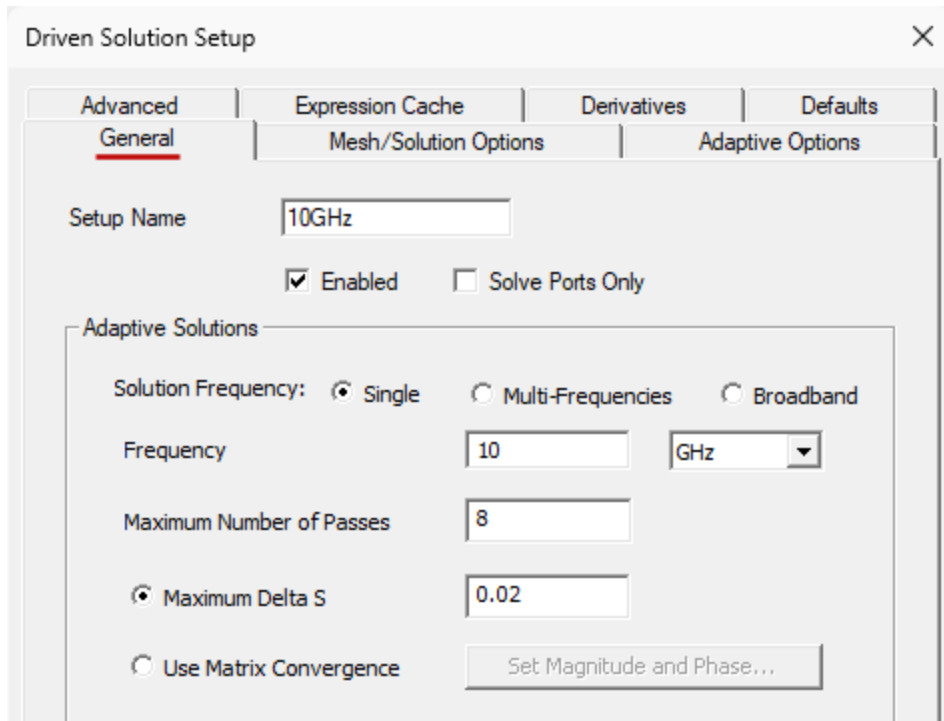 Driven Solution Setup
Advanced Expression Cache Derivatives Defaults
General Mesh/Solution Options Adaptive Options
Setup Name 10GHz
Enabled Solve Ports Only
Adaptive Solutions
Solution Frequency: Single Multi-Frequencies Broadband
Frequency 10 GHz
Maximum Number of Passes 8
Maximum Delta S 0.02
Use Matrix Convergence Set Magnitude and Phase...